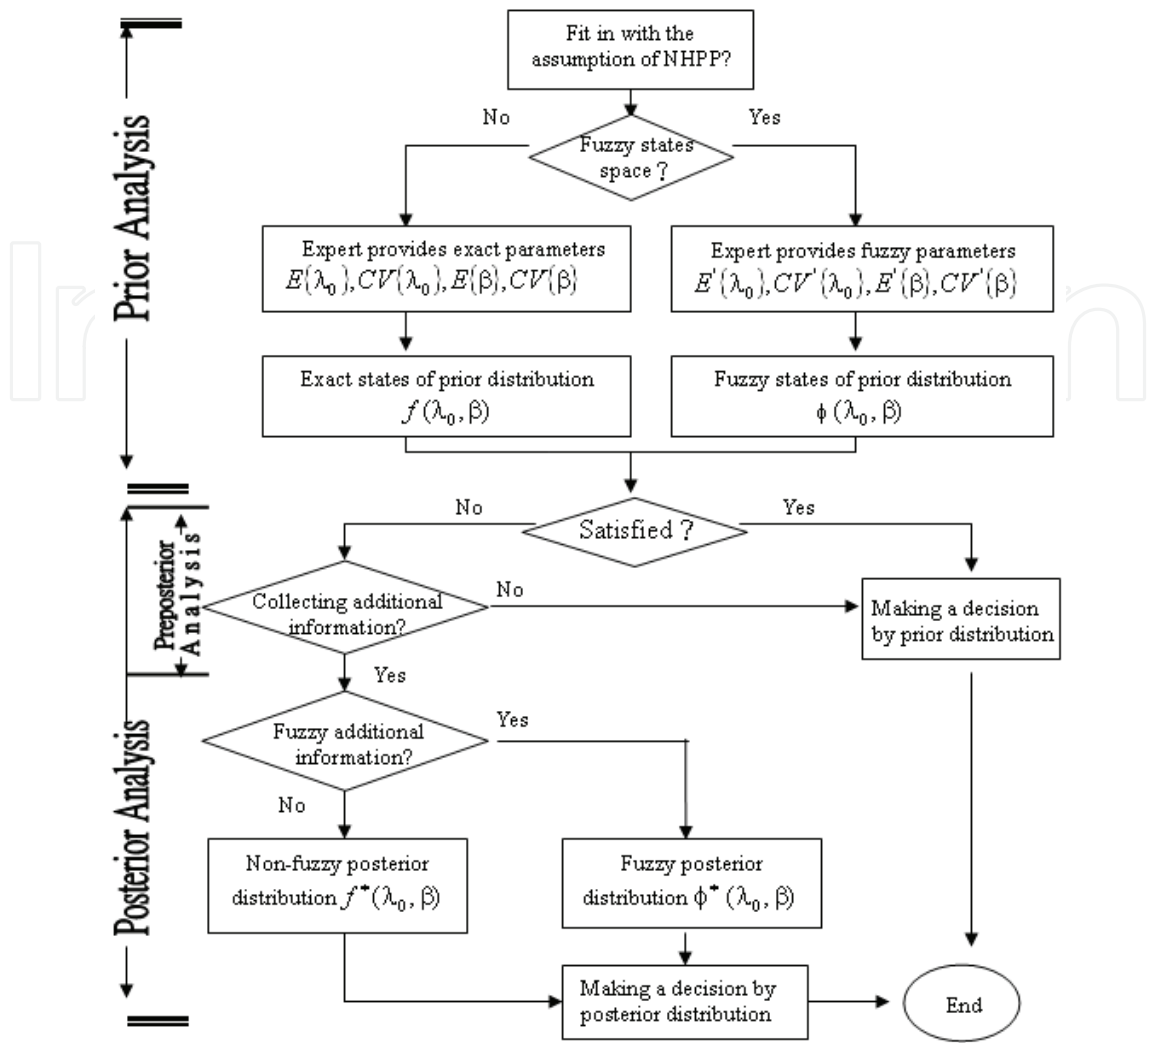 Fit in with the
assumption of NHPP?
No
Yes
Fuzzy states
space ?
Prior Analysis
Expert provides exact parameters
E{λ₀},CV{λ₀},E{β},CV{β}
Expert provides fuzzy parameters
E'{λ₀},CV'{λ₀},E'{β},CV'{β}
Exact states of prior distribution
f (λ₀, β)
Fuzzy states of prior distribution
ϕ (λ₀, β)
No
Yes
Satisfied ?
Preposterior
Analysis
Collecting additional
information?
No
Making a decision
by prior distribution
Yes
Fuzzy additional
information?
Yes
No
Posterior Analysis
Non-fuzzy posterior
distribution f*(λ₀, β)
Fuzzy posterior
distribution ϕ*(λ₀, β)
Making a decision by
posterior distribution
End